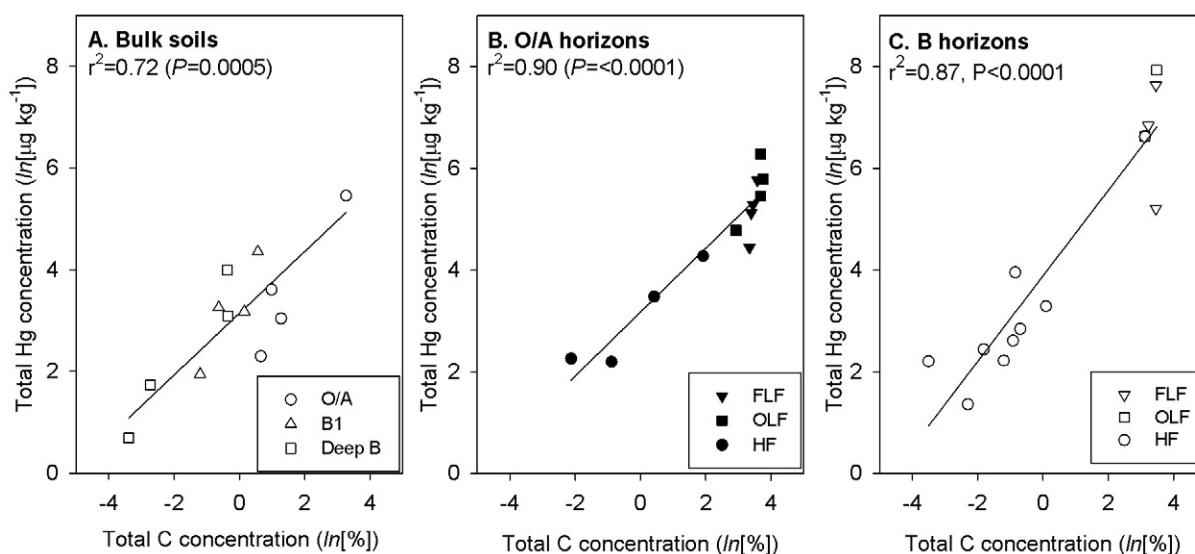 A. Bulk soils
r²=0.72 (P=0.0005)
Total Hg concentration (ln[µg kg⁻¹])
8
6
4
2
0
O/A
B1
Deep B
-4 -2 0 2 4
Total C concentration (ln[%])
B. O/A horizons
r²=0.90 (P=<0.0001)
Total Hg concentration (ln[µg kg⁻¹])
8
6
4
2
0
FLF
OLF
HF
-4 -2 0 2 4
Total C concentration (ln[%])
C. B horizons
r²=0.87, P<0.0001
Total Hg concentration (ln[µg kg⁻¹])
8
6
4
2
0
FLF
OLF
HF
-4 -2 0 2 4
Total C concentration (ln[%])